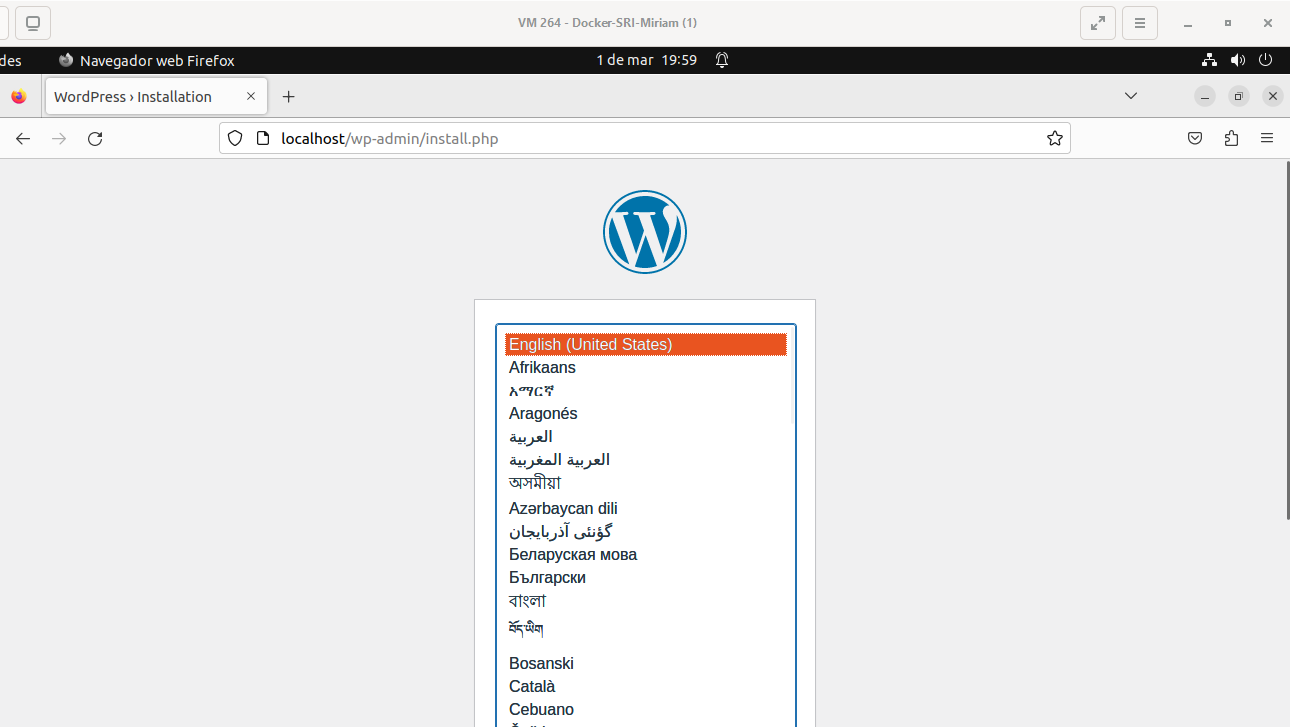 VM 264 - Docker-SRI-Miriam (1)
des Navegador web Firefox 1 de mar 19:59
WordPress › Installation
localhost/wp-admin/install.php
English (United States)
Afrikaans
አማርኛ
Aragonés
العربية
العربية المغربية
অসমীয়া
Azərbaycan dili
گؤنئی آذربایجان
Беларуская мова
Български
বাংলা
བོད་ཡིག
Bosanski
Català
Cebuano